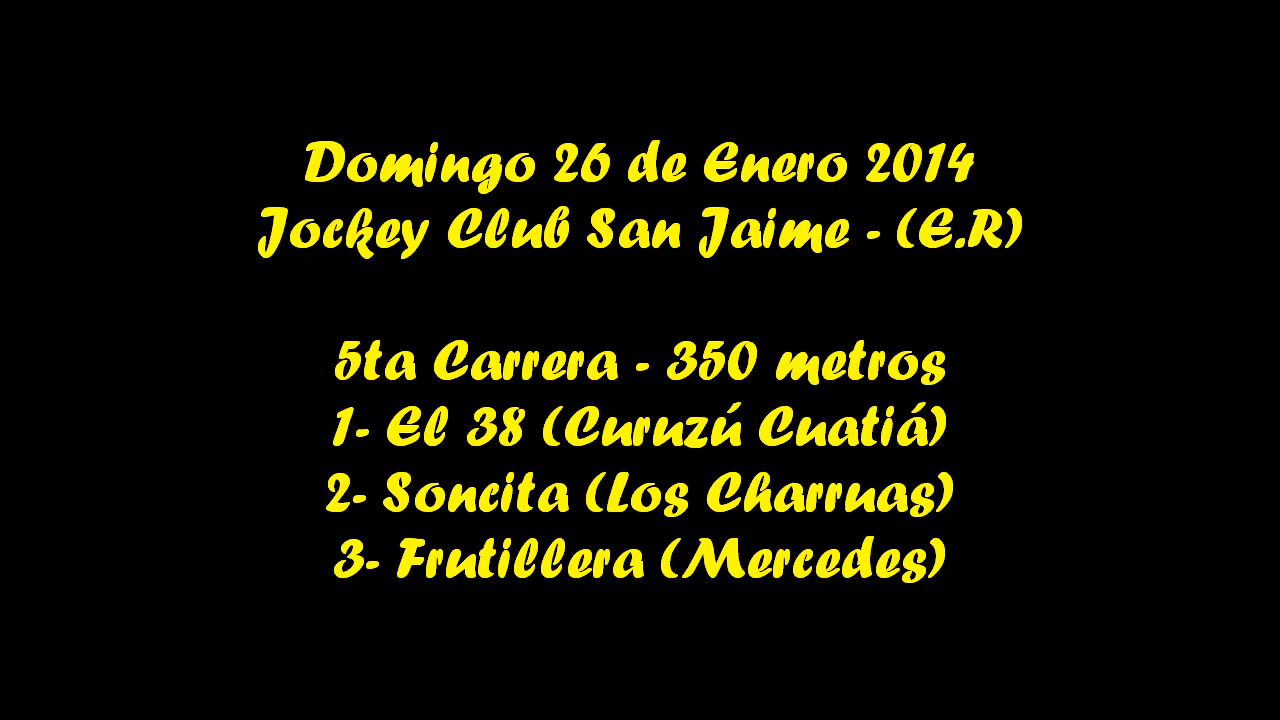 Domingo 26 de Enero 2014
Jockey Club San Jaime - (E.R)
5ta Carrera - 350 metros
1- El 38 (Curuzú Cuatiá)
2- Soncita (Los Charruas)
3- Frutillera (Mercedes)